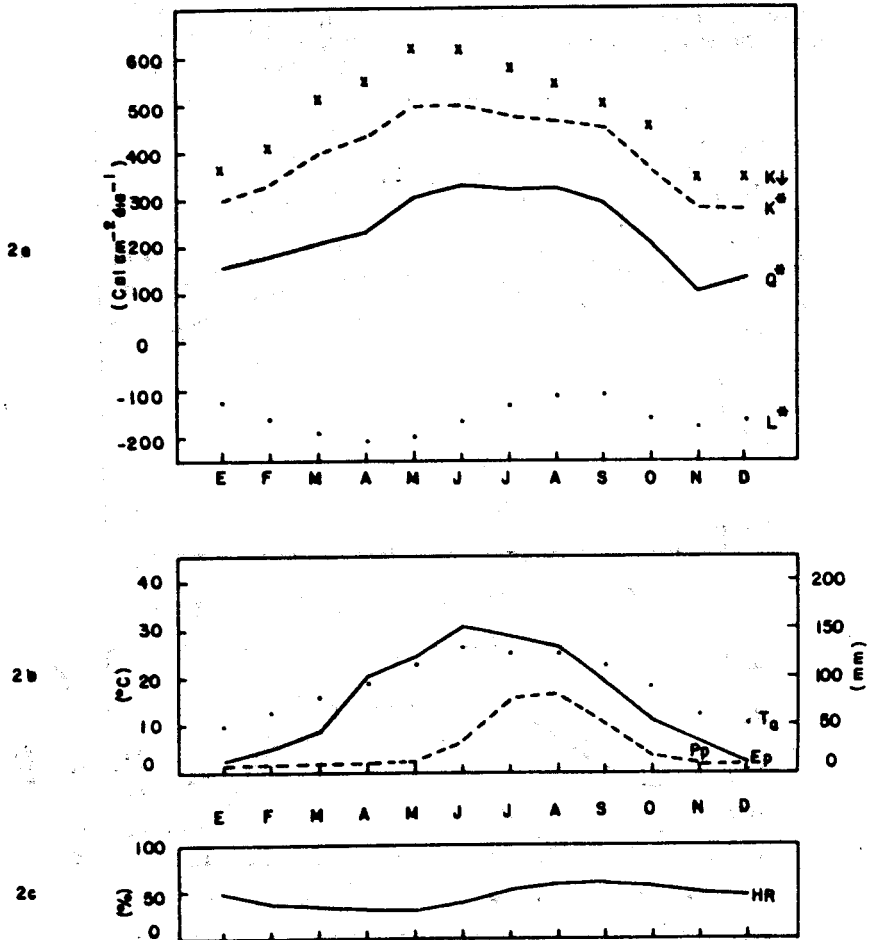 2a
(Cal cm⁻² dia⁻¹)
600
500
400
300
200
100
0
-100
-200
K↓
K*
Q*
L*
E F M A M J J A S O N D
2b
(°C)
40
30
20
10
0
200
150
100
50
0
(mm)
Ta
Pp
Ep
E F M A M J J A S O N D
2c
(%)
100
50
0
HR